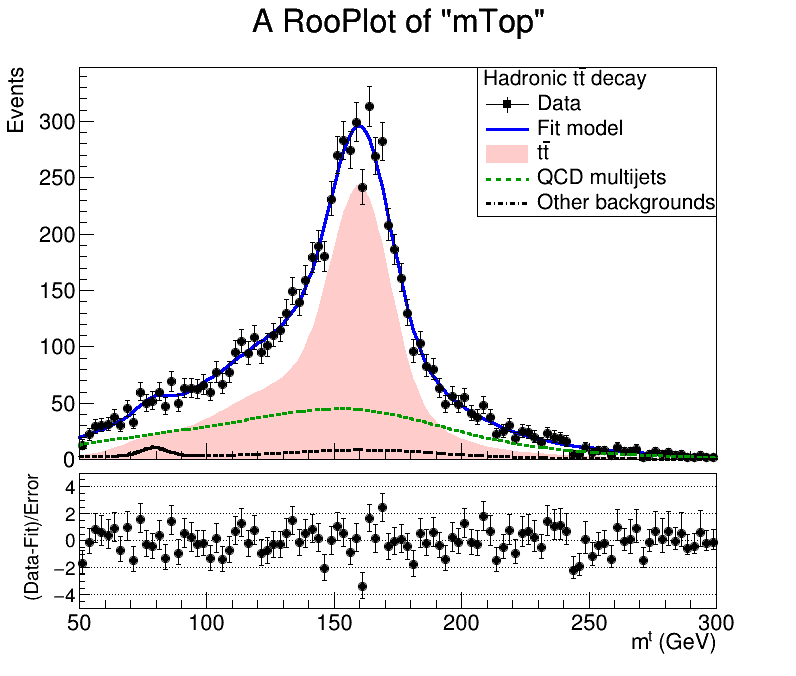 A RooPlot of "mTop"
Events
300
250
200
150
100
50
0
Hadronic tt̄ decay
Data
Fit model
tt̄
QCD multijets
Other backgrounds
(Data-Fit)/Error
4
2
0
−2
−4
50 100 150 200 250 300
mᵗ (GeV)